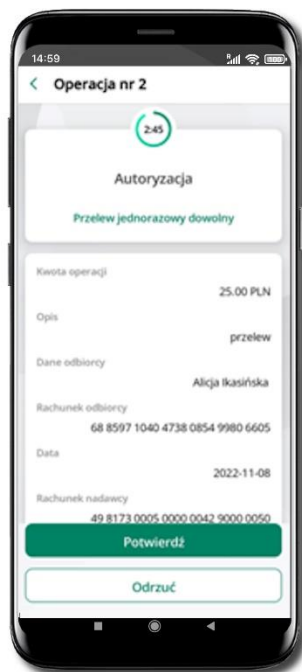 14:59
Operacja nr 2
2:45
Autoryzacja
Przelew jednorazowy dowolny
Kwota operacji
25.00 PLN
Opis
przelew
Dane odbiorcy
Alicja Ikasińska
Rachunek odbiorcy
68 8597 1040 4738 0854 9980 6605
Data
2022-11-08
Rachunek nadawcy
49 8173 0005 0000 0042 9000 0050
Potwierdź
Odrzuć